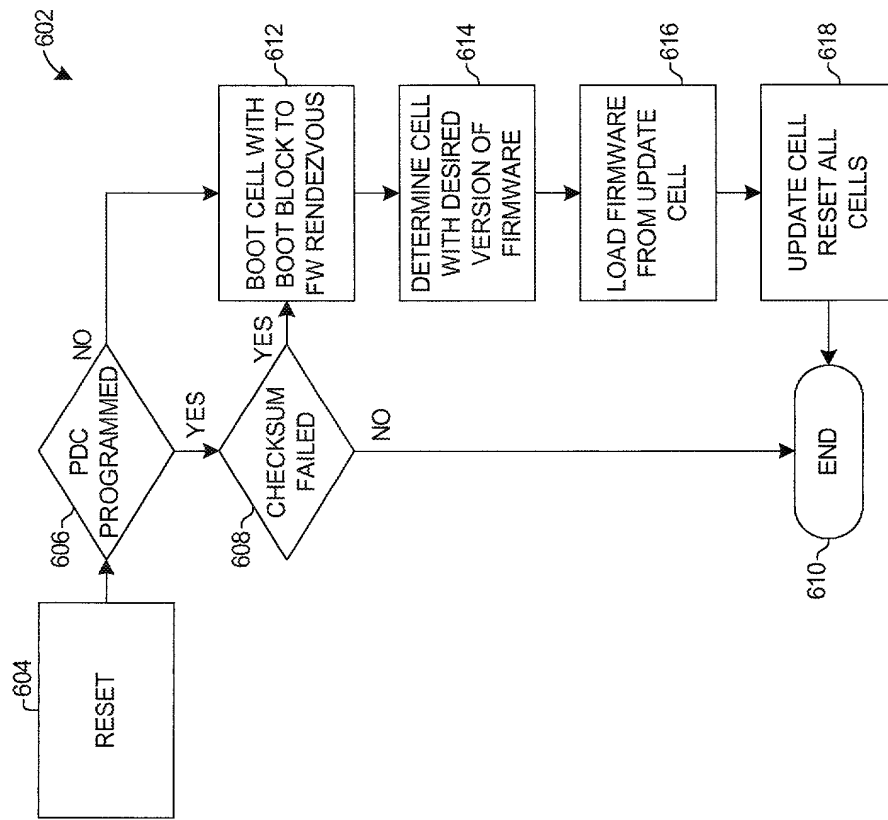 602
604
RESET
606
PDC
PROGRAMMED
NO
YES
608
CHECKSUM
FAILED
YES
NO
612
BOOT CELL WITH
BOOT BLOCK TO
FW RENDEZVOUS
614
DETERMINE CELL
WITH DESIRED
VERSION OF
FIRMWARE
616
LOAD FIRMWARE
FROM UPDATE
CELL
618
UPDATE CELL
RESET ALL
CELLS
610
END